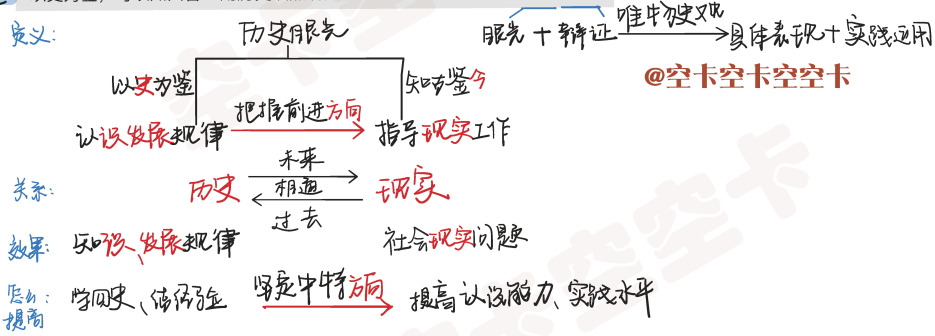 定义:
历史眼光
眼光+辩证 唯物史观 具体表现+实践运用
@空卡空卡空空卡
以史为鉴
知古鉴今
认识发展规律 把握前进方向 指导现实工作
关系:
历史 未来 现实
相通
过去
效果: 知识、发展规律 社会现实问题
怎么: 学四史、总结经验 坚定中特方向 提高认识能力、实践水平
提高